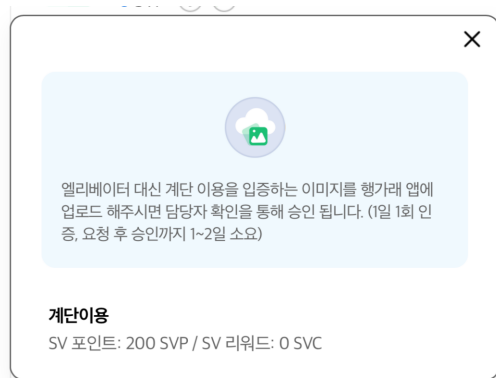 엘리베이터 대신 계단 이용을 입증하는 이미지를 행가래 앱에
업로드 해주시면 담당자 확인을 통해 승인 됩니다. (1일 1회 인
증, 요청 후 승인까지 1~2일 소요)
계단이용
SV 포인트: 200 SVP / SV 리워드: 0 SVC